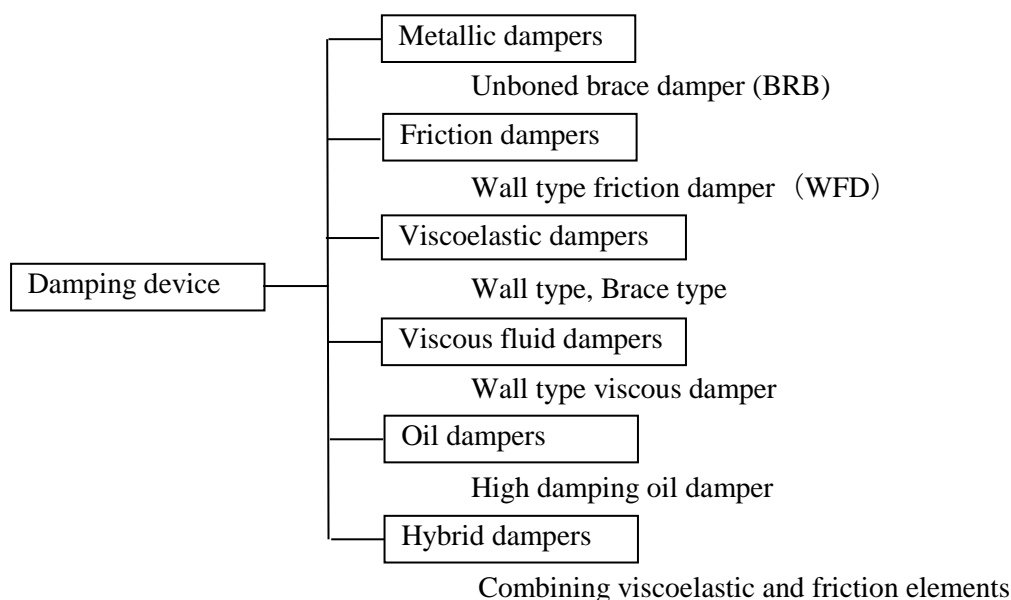 Metallic dampers
Unboned brace damper (BRB)
Friction dampers
Wall type friction damper（WFD）
Viscoelastic dampers
Damping device
Wall type, Brace type
Viscous fluid dampers
Wall type viscous damper
Oil dampers
High damping oil damper
Hybrid dampers
Combining viscoelastic and friction elements